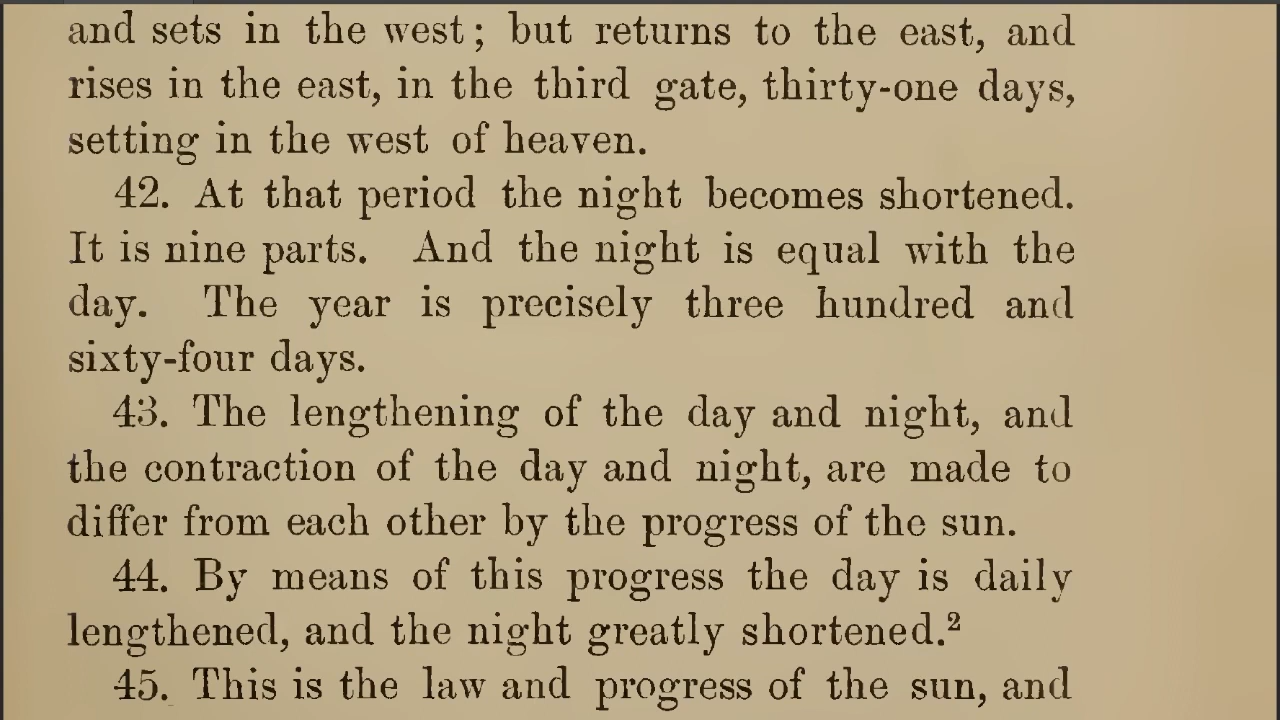 and sets in the west; but returns to the east, and
rises in the east, in the third gate, thirty-one days,
setting in the west of heaven.
42. At that period the night becomes shortened.
It is nine parts. And the night is equal with the
day. The year is precisely three hundred and
sixty-four days.
43. The lengthening of the day and night, and
the contraction of the day and night, are made to
differ from each other by the progress of the sun.
44. By means of this progress the day is daily
lengthened, and the night greatly shortened.²
45. This is the law and progress of the sun, and